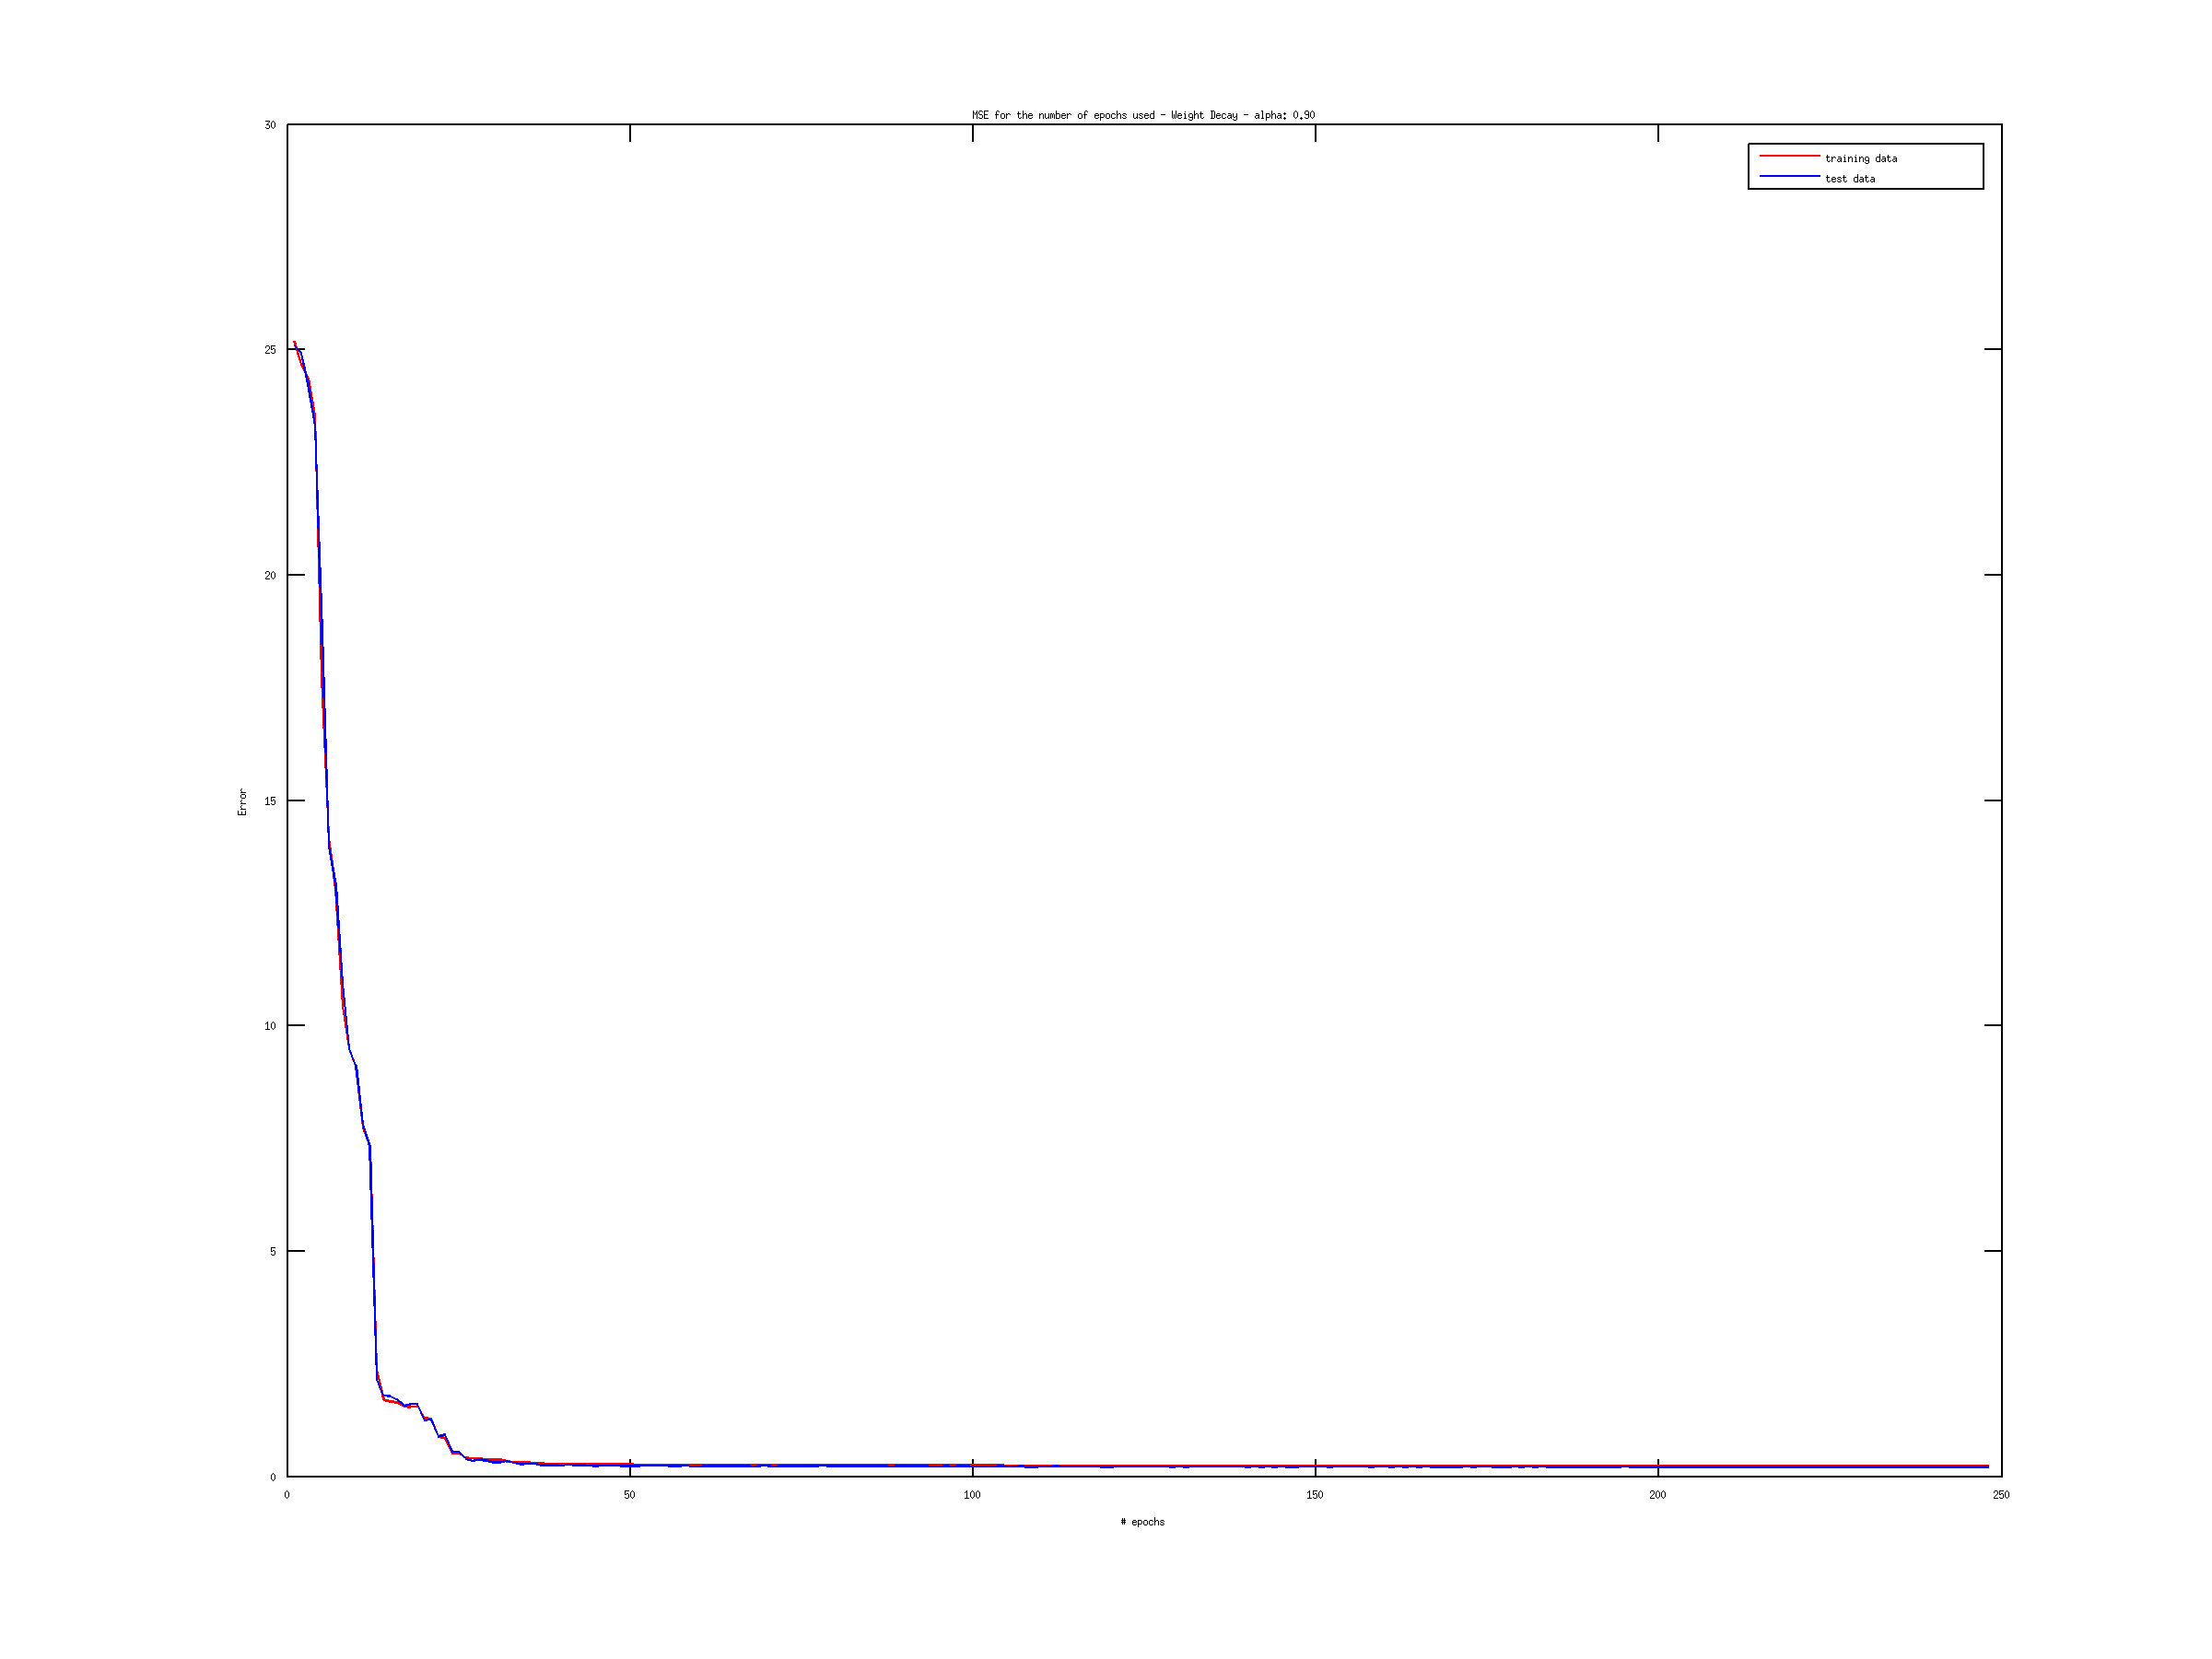 MSE for the number of epochs used - Weight Decay - alpha: 0.90
30
training data
test data
25
20
15
Error
10
5
0
0 50 100 150 200 250
# epochs